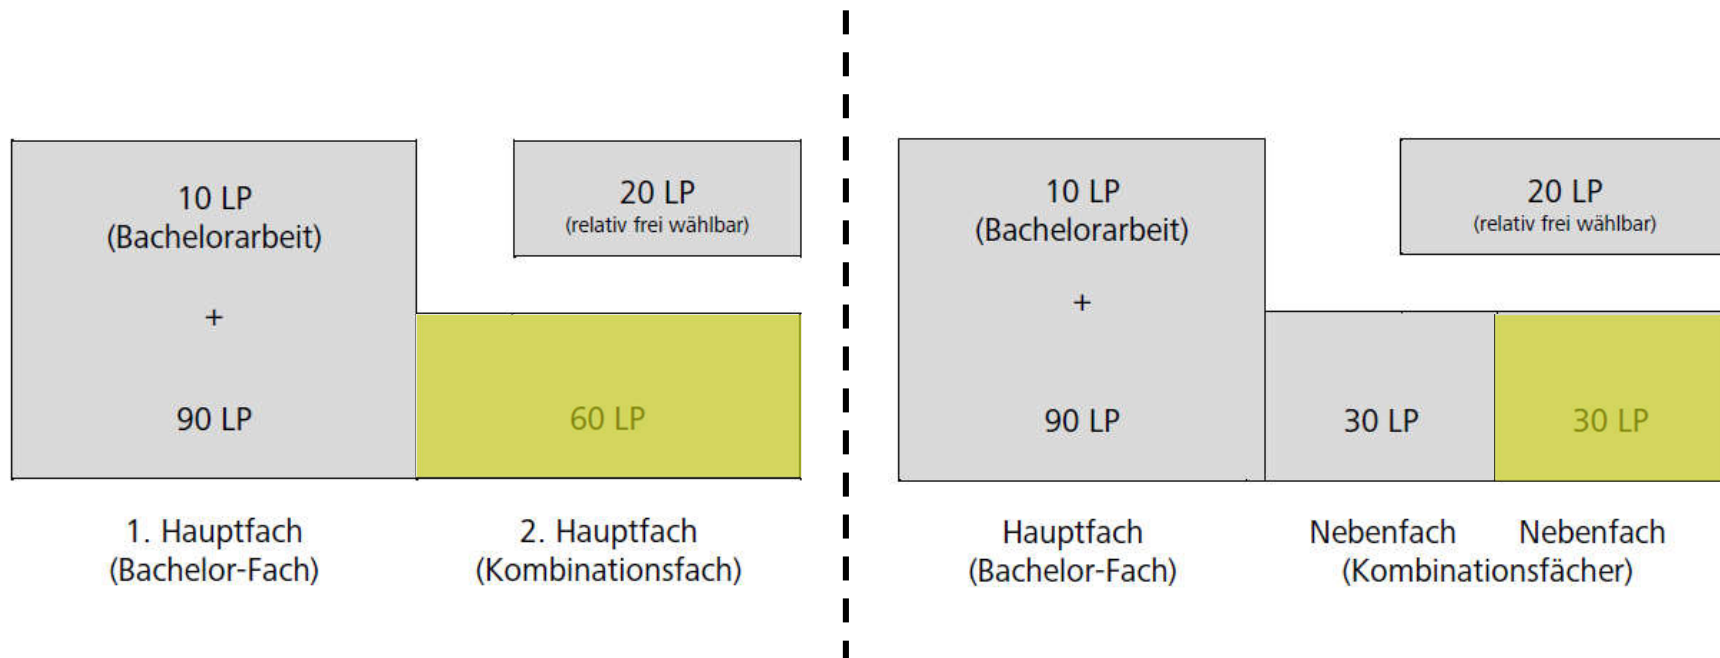 10 LP
(Bachelorarbeit)
+
90 LP
20 LP
(relativ frei wählbar)
60 LP
1. Hauptfach
(Bachelor-Fach)
2. Hauptfach
(Kombinationsfach)
10 LP
(Bachelorarbeit)
+
90 LP
20 LP
(relativ frei wählbar)
30 LP
30 LP
Hauptfach
(Bachelor-Fach)
Nebenfach Nebenfach
(Kombinationsfächer)